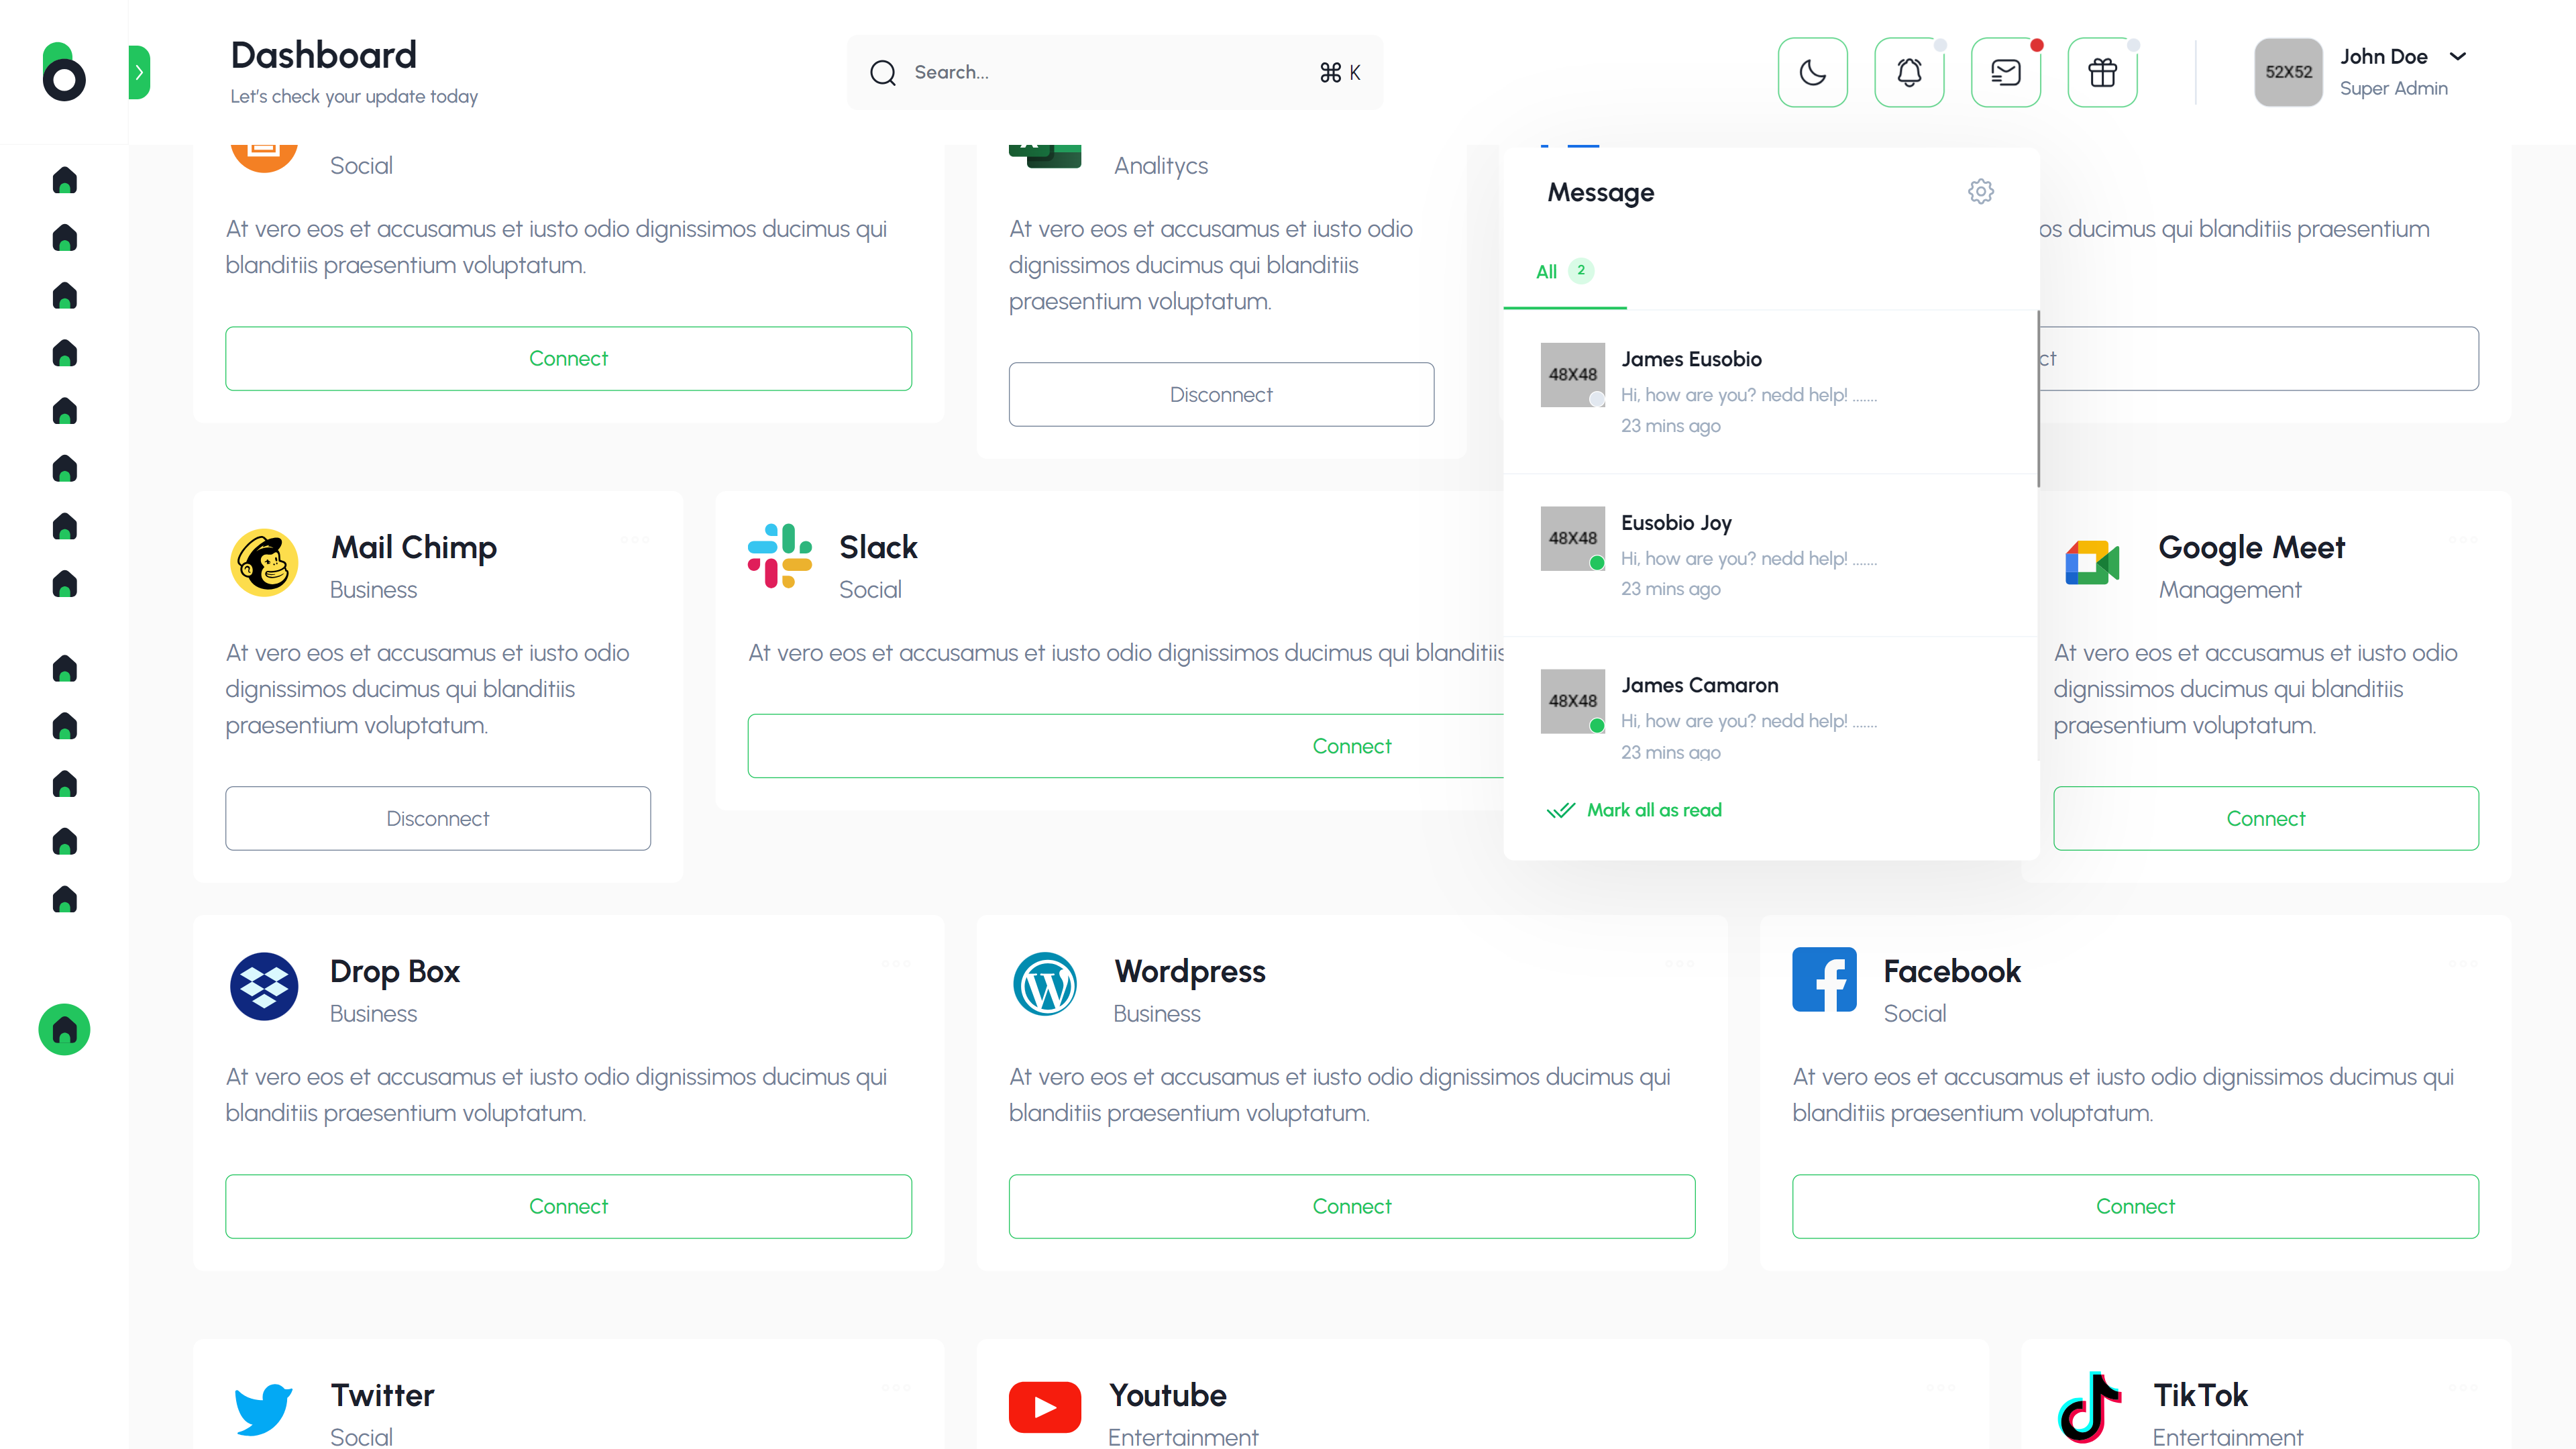 Dashboard
Let's check your update today
Search...
⌘ K
John Doe
Super Admin
52X52
Social
At vero eos et accusamus et iusto odio dignissimos ducimus qui
blanditiis praesentium voluptatum.
Connect
Analitycs
At vero eos et accusamus et iusto odio
dignissimos ducimus qui blanditiis
praesentium voluptatum.
Disconnect
os ducimus qui blanditiis praesentium
ct
Message
All 2
48X48
James Eusobio
Hi, how are you? nedd help! .......
23 mins ago
48X48
Eusobio Joy
Hi, how are you? nedd help! .......
23 mins ago
48X48
James Camaron
Hi, how are you? nedd help! .......
23 mins ago
Mark all as read
Mail Chimp
Business
At vero eos et accusamus et iusto odio
dignissimos ducimus qui blanditiis
praesentium voluptatum.
Disconnect
Slack
Social
At vero eos et accusamus et iusto odio dignissimos ducimus qui blanditiis
Connect
Google Meet
Management
At vero eos et accusamus et iusto odio
dignissimos ducimus qui blanditiis
praesentium voluptatum.
Connect
Drop Box
Business
At vero eos et accusamus et iusto odio dignissimos ducimus qui
blanditiis praesentium voluptatum.
Connect
Wordpress
Business
At vero eos et accusamus et iusto odio dignissimos ducimus qui
blanditiis praesentium voluptatum.
Connect
Facebook
Social
At vero eos et accusamus et iusto odio dignissimos ducimus qui
blanditiis praesentium voluptatum.
Connect
Twitter
Social
Youtube
Entertainment
TikTok
Entertainment